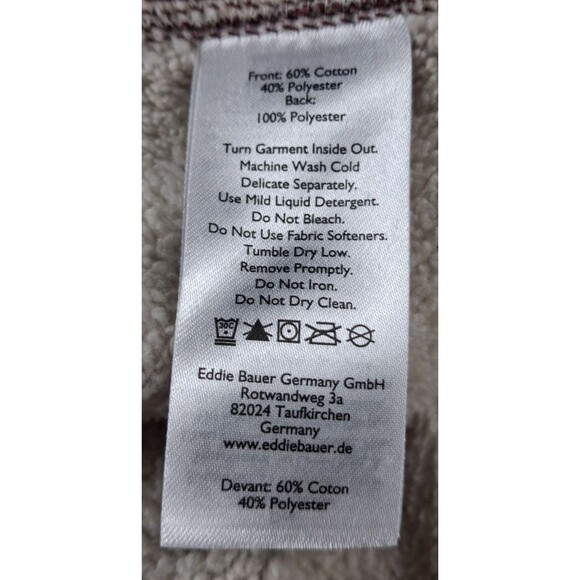 Front: 60% Cotton
40% Polyester
Back:
100% Polyester
Turn Garment Inside Out.
Machine Wash Cold
Delicate Separately.
Use Mild Liquid Detergent.
Do Not Bleach.
Do Not Use Fabric Softeners.
Tumble Dry Low.
Remove Promptly.
Do Not Iron.
Do Not Dry Clean.
30C
Eddie Bauer Germany GmbH
Rotwandweg 3a
82024 Taufkirchen
Germany
www.eddiebauer.de
Devant: 60% Coton
40% Polyester